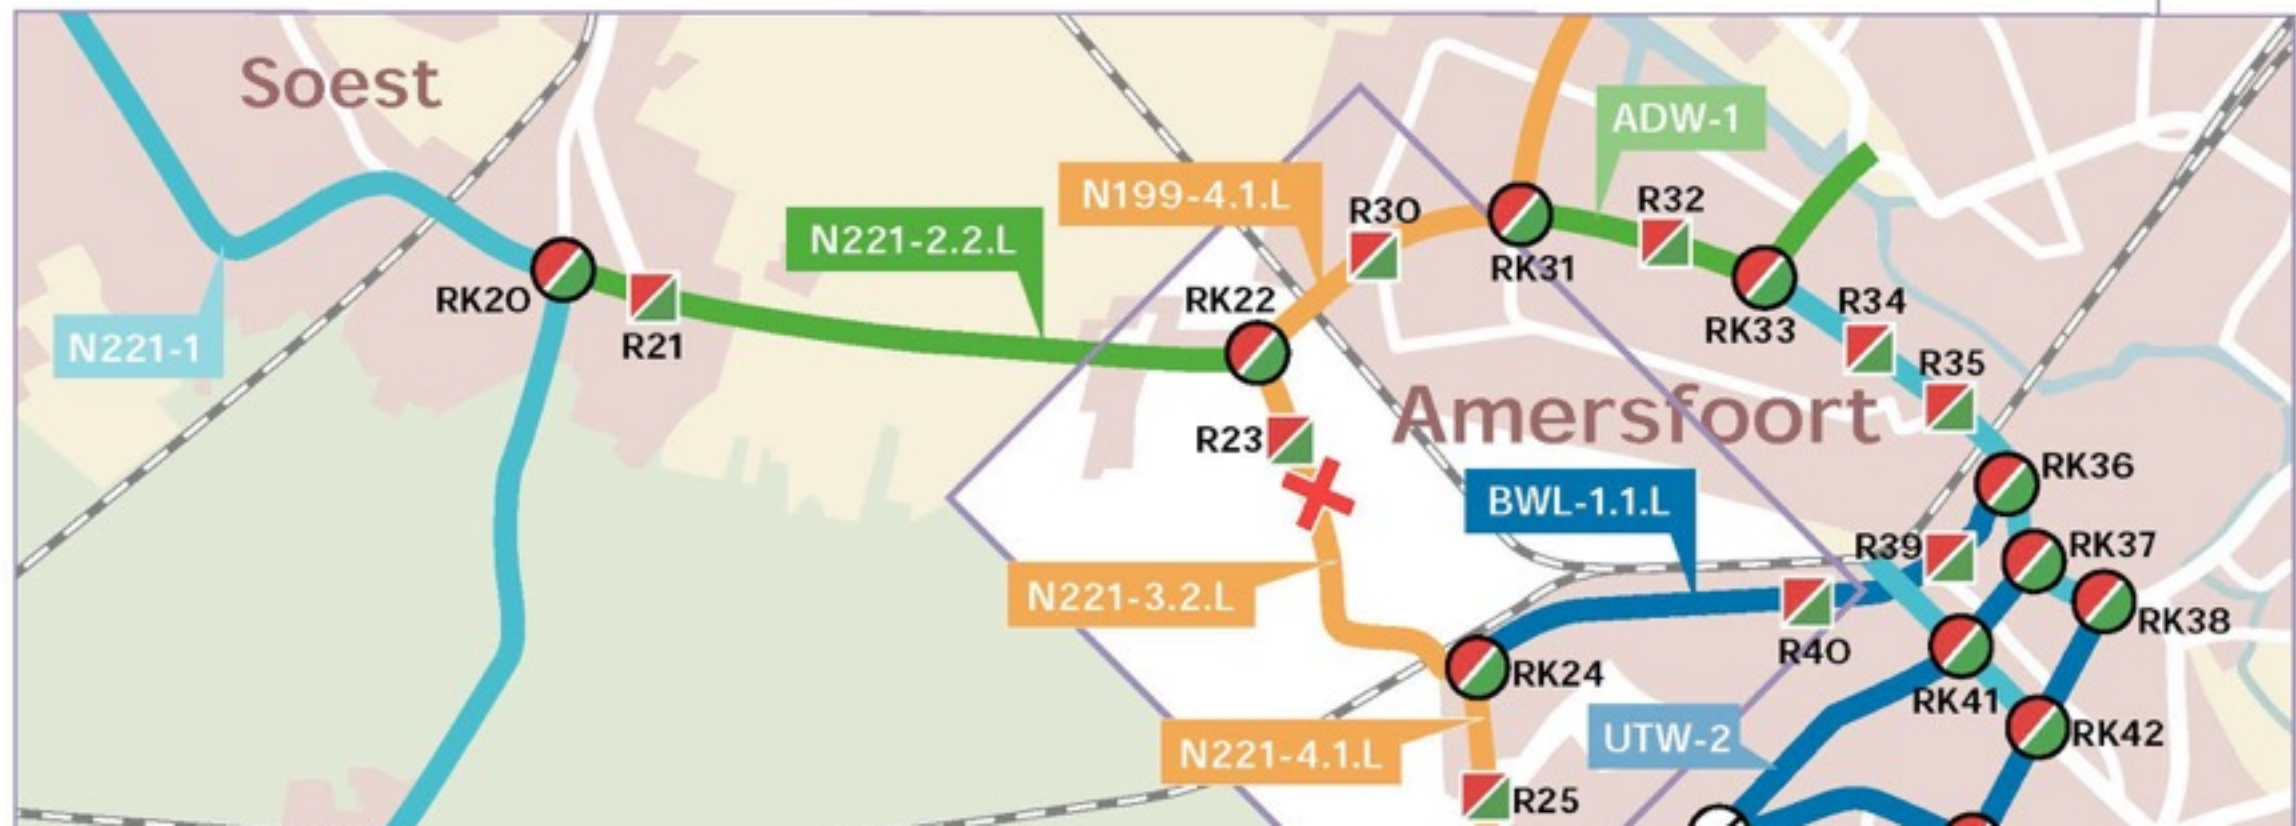 Soest
ADW-1
N199-4.1.L
R30
R32
N221-2.2.L
RK31
RK20
RK22
R34
RK33
N221-1
R21
R35
Amersfoort
R23
RK36
BWL-1.1.L
R39
RK37
N221-3.2.L
RK38
R40
RK24
RK41
UTW-2
RK42
N221-4.1.L
R25